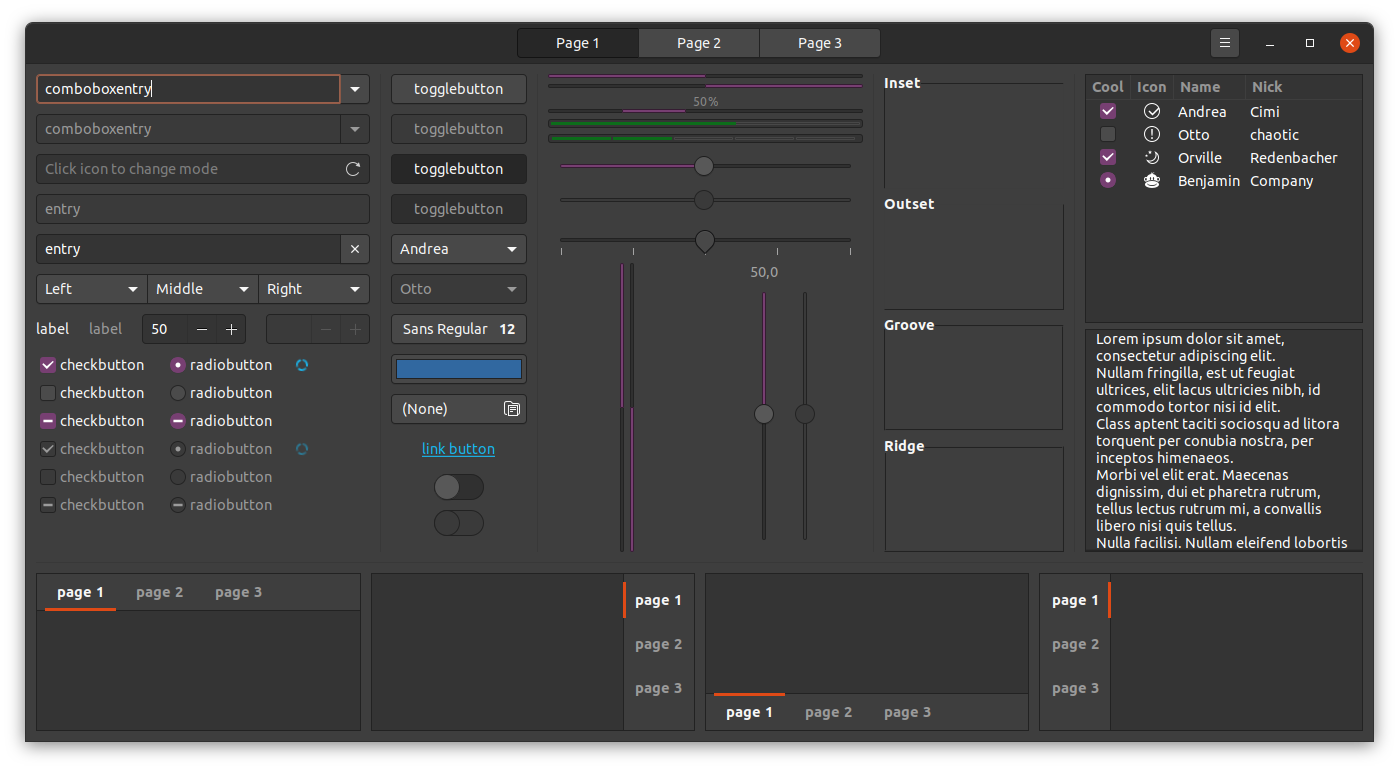 Page 1 Page 2 Page 3
comboboxentry
comboboxentry
Click icon to change mode
entry
entry
Left Middle Right
label label 50
checkbutton radiobutton
checkbutton radiobutton
checkbutton radiobutton
checkbutton radiobutton
checkbutton radiobutton
checkbutton radiobutton
togglebutton
togglebutton
togglebutton
togglebutton
Andrea
Otto
Sans Regular 12
(None)
link button
50%
50,0
Inset
Outset
Groove
Ridge
Cool Icon Name Nick
Andrea Cimi
Otto chaotic
Orville Redenbacher
Benjamin Company
Lorem ipsum dolor sit amet,
consectetur adipiscing elit.
Nullam fringilla, est ut feugiat
ultrices, elit lacus ultricies nibh, id
commodo tortor nisi id elit.
Class aptent taciti sociosqu ad litora
torquent per conubia nostra, per
inceptos himenaeos.
Morbi vel elit erat. Maecenas
dignissim, dui et pharetra rutrum,
tellus lectus rutrum mi, a convallis
libero nisi quis tellus.
Nulla facilisi. Nullam eleifend lobortis
page 1 page 2 page 3
page 1
page 2
page 3
page 1 page 2 page 3
page 1
page 2
page 3